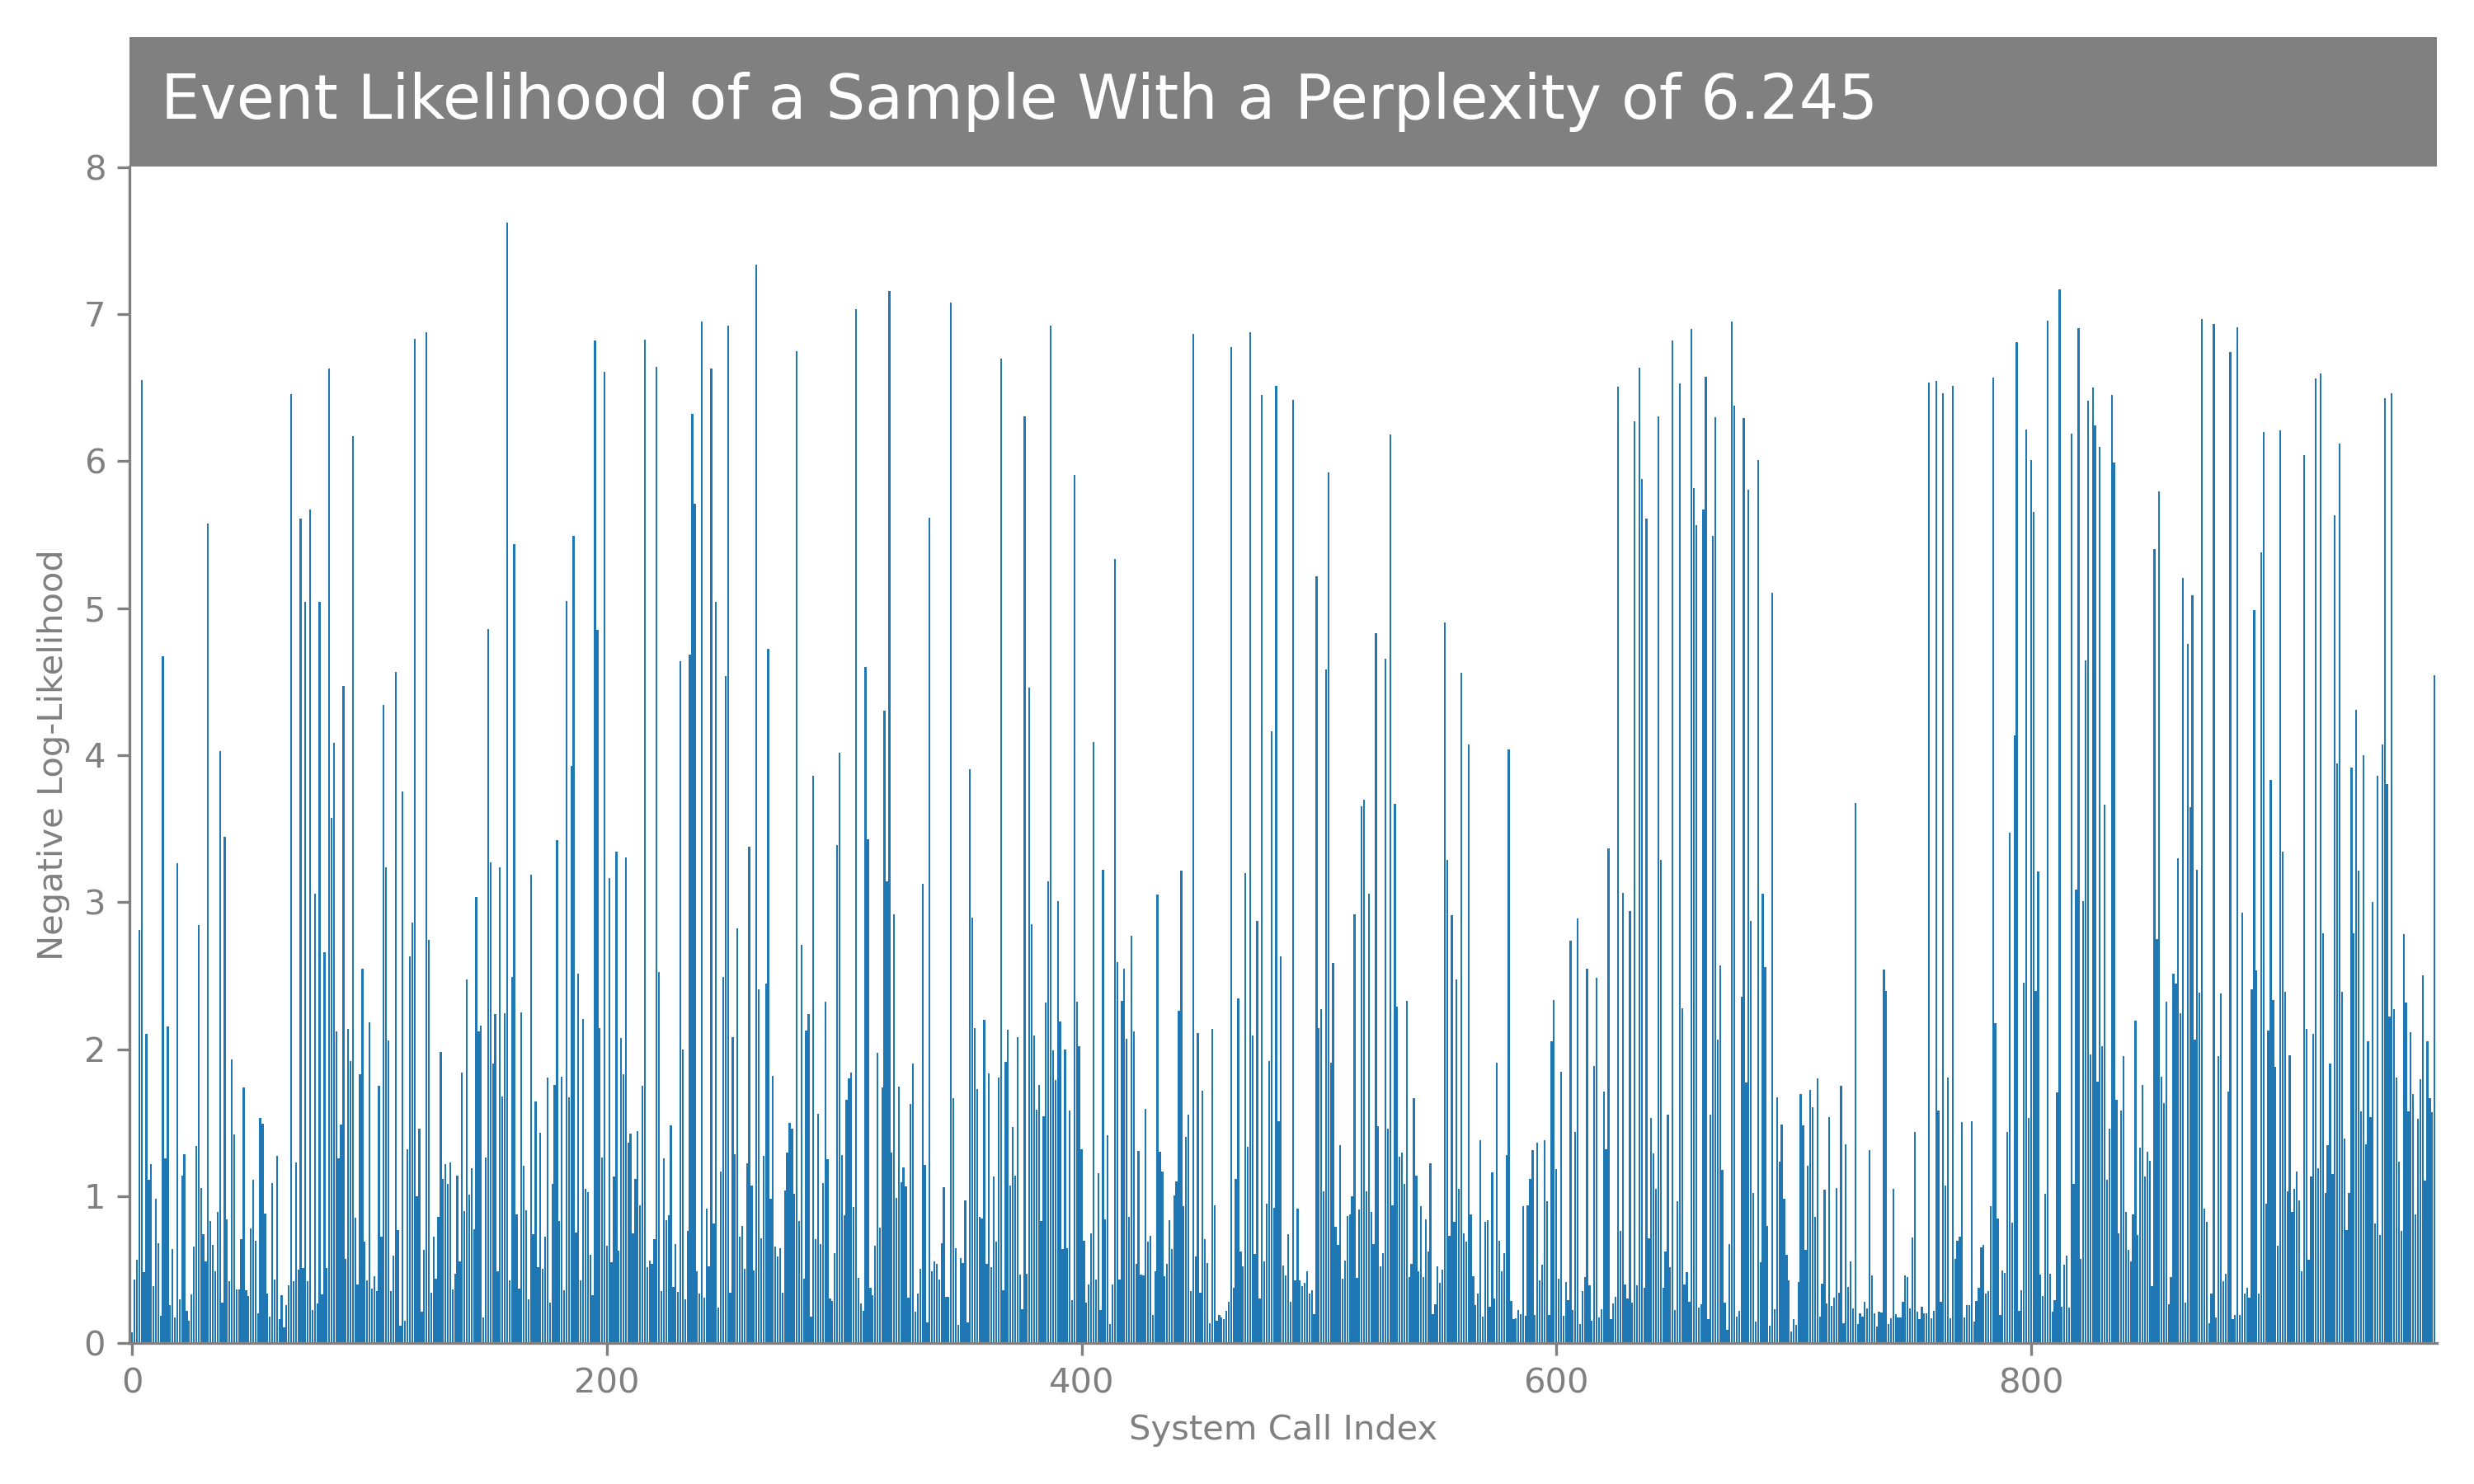 Event Likelihood of a Sample With a Perplexity of 6.245
8
7
6
5
4
3
2
1
0
Negative Log-Likelihood
0 200 400 600 800
System Call Index